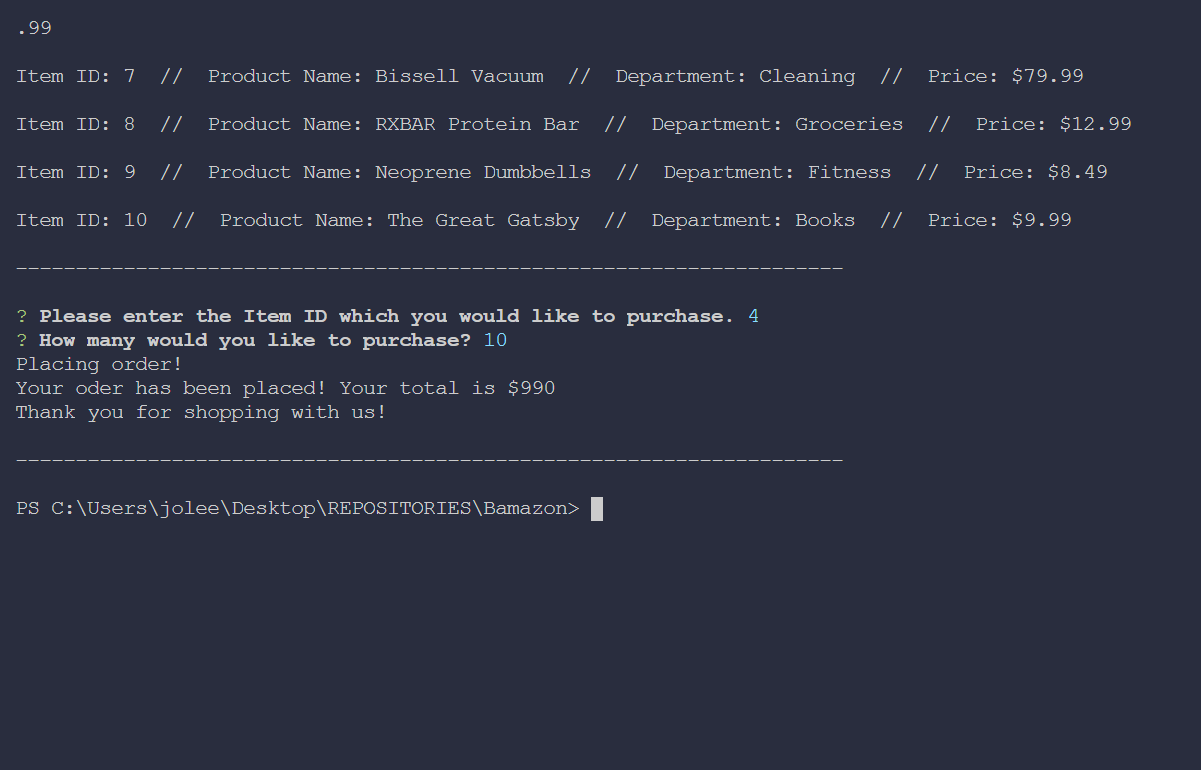 .99
Item ID: 7  //  Product Name: Bissell Vacuum  //  Department: Cleaning  //  Price: $79.99
Item ID: 8  //  Product Name: RXBAR Protein Bar  //  Department: Groceries  //  Price: $12.99
Item ID: 9  //  Product Name: Neoprene Dumbbells  //  Department: Fitness  //  Price: $8.49
Item ID: 10  //  Product Name: The Great Gatsby  //  Department: Books  //  Price: $9.99
---------------------------------------------------------------------
? Please enter the Item ID which you would like to purchase. 4
? How many would you like to purchase? 10
Placing order!
Your oder has been placed! Your total is $990
Thank you for shopping with us!
---------------------------------------------------------------------
PS C:\Users\jolee\Desktop\REPOSITORIES\Bamazon>